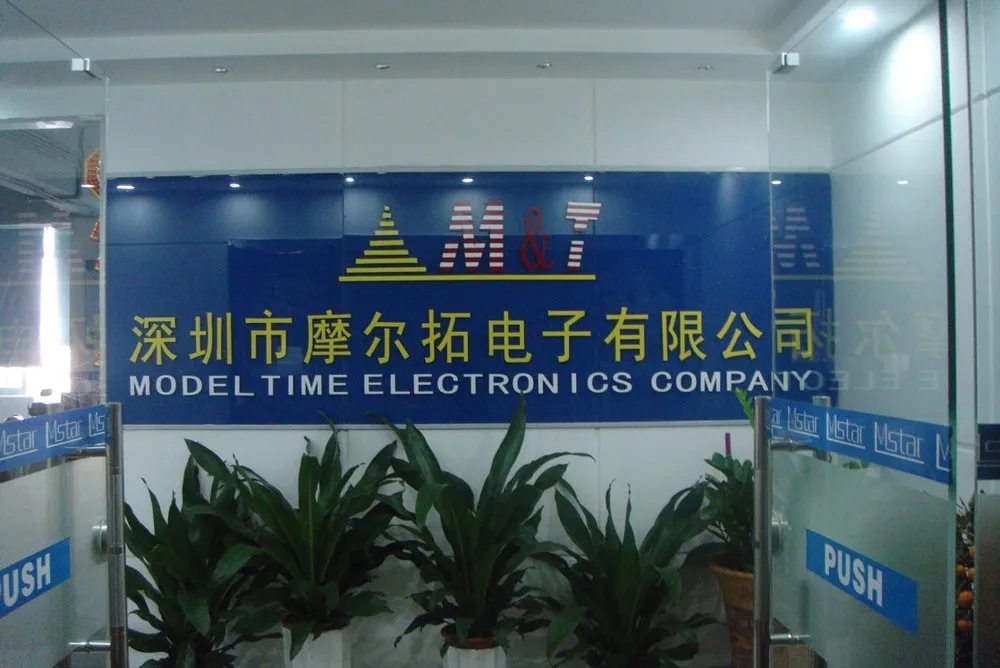 M&T
深圳市摩尔拓电子有限公司
MODELTIME ELECTRONICS COMPANY
Mstar Mstar Ms
Mstar Mstar Mstar M
PUSH
PUSH